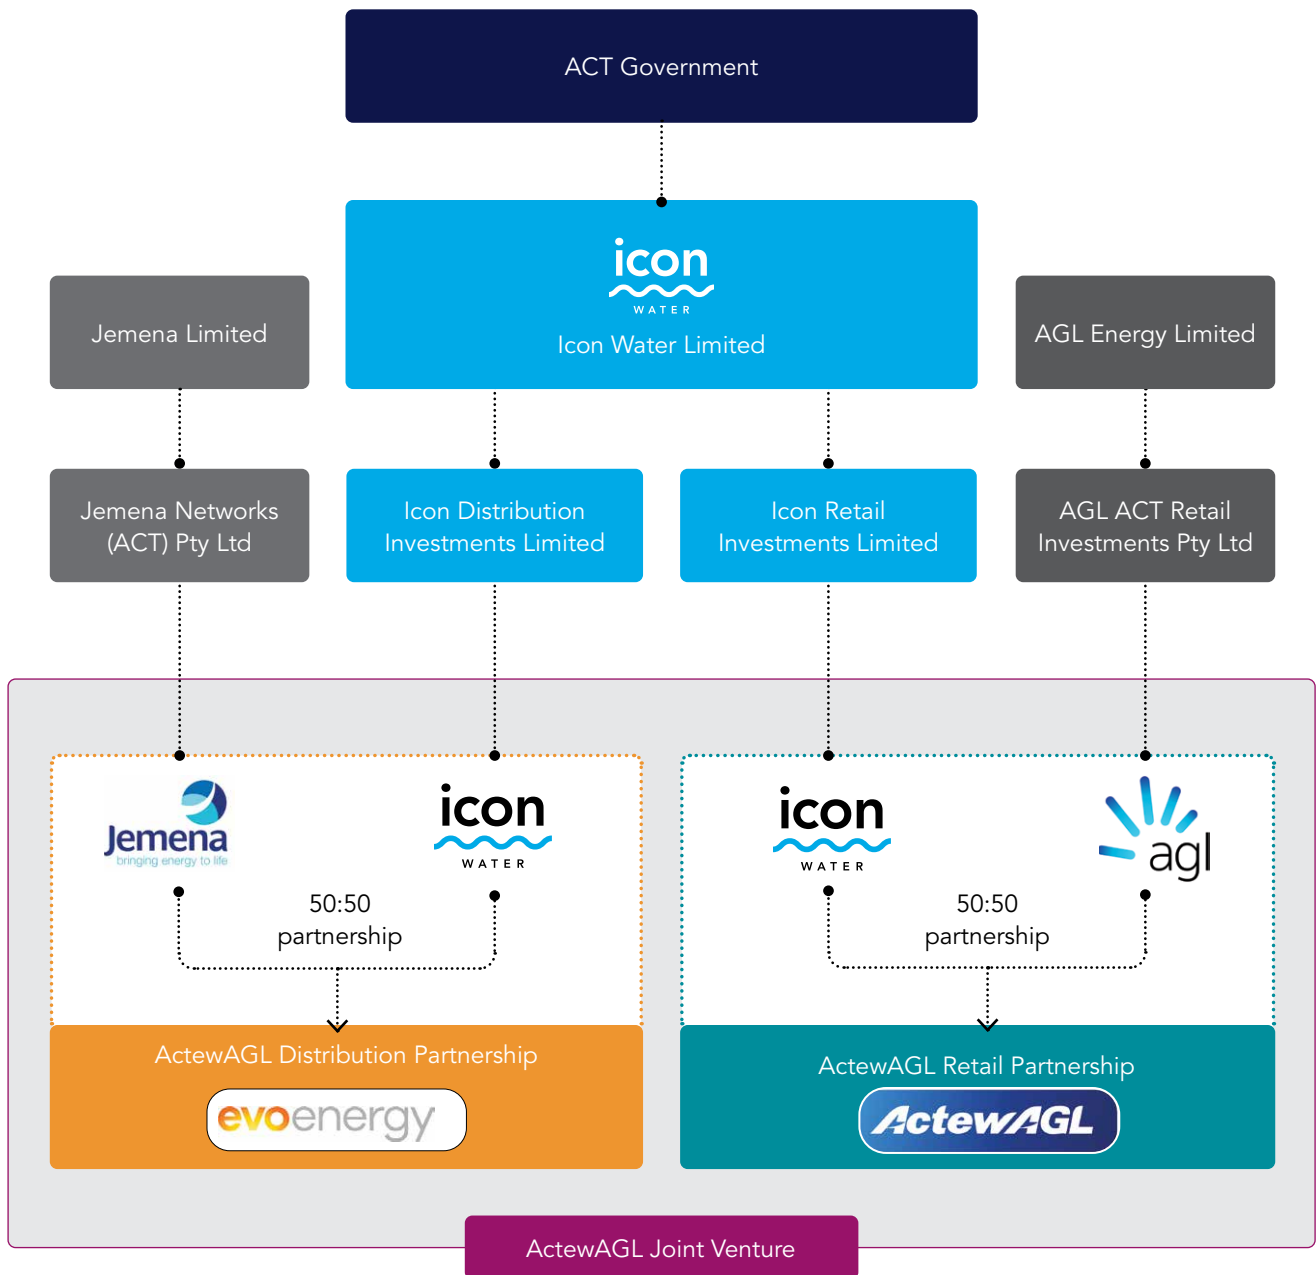 ACT Government
icon
WATER
Icon Water Limited
Jemena Limited
AGL Energy Limited
Jemena Networks
(ACT) Pty Ltd
Icon Distribution
Investments Limited
Icon Retail
Investments Limited
AGL ACT Retail
Investments Pty Ltd
Jemena
bringing energy to life
icon
WATER
50:50
partnership
icon
WATER
agl
50:50
partnership
ActewAGL Distribution Partnership
evoenergy
ActewAGL Retail Partnership
ActewAGL
ActewAGL Joint Venture